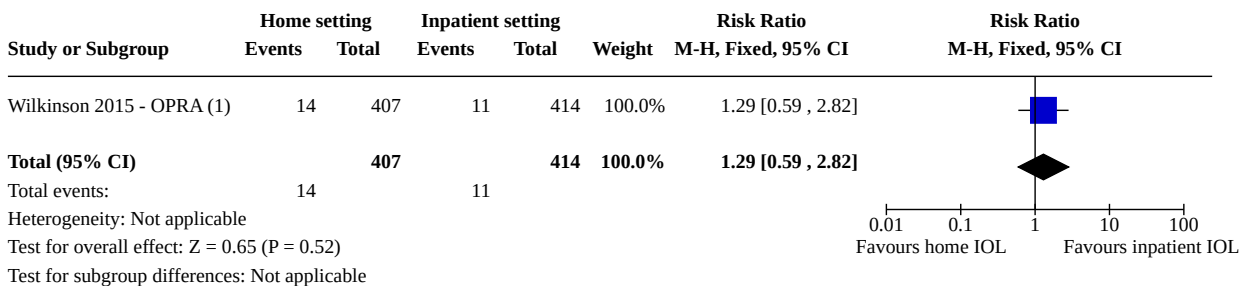 Home setting Inpatient setting Risk Ratio Risk Ratio
Study or Subgroup Events Total Events Total Weight M-H, Fixed, 95% CI M-H, Fixed, 95% CI
Wilkinson 2015 - OPRA (1) 14 407 11 414 100.0% 1.29 [0.59 , 2.82]
Total (95% CI) 407 414 100.0% 1.29 [0.59 , 2.82]
Total events: 14 11
Heterogeneity: Not applicable
0.01 0.1 1 10 100
Test for overall effect: Z = 0.65 (P = 0.52) Favours home IOL Favours inpatient IOL
Test for subgroup differences: Not applicable